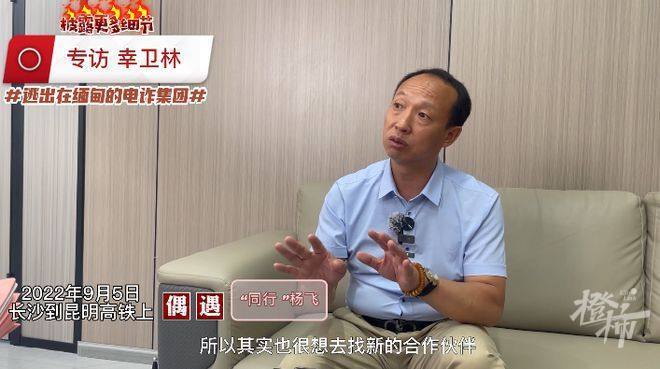 披露更多细节
专访 幸卫林
#逃出在缅甸的电诈集团#
2022年9月5日
长沙到昆明高铁上
偶遇
“同行 ”杨飞
橙柿
所以其实也很想去找新的合作伙伴